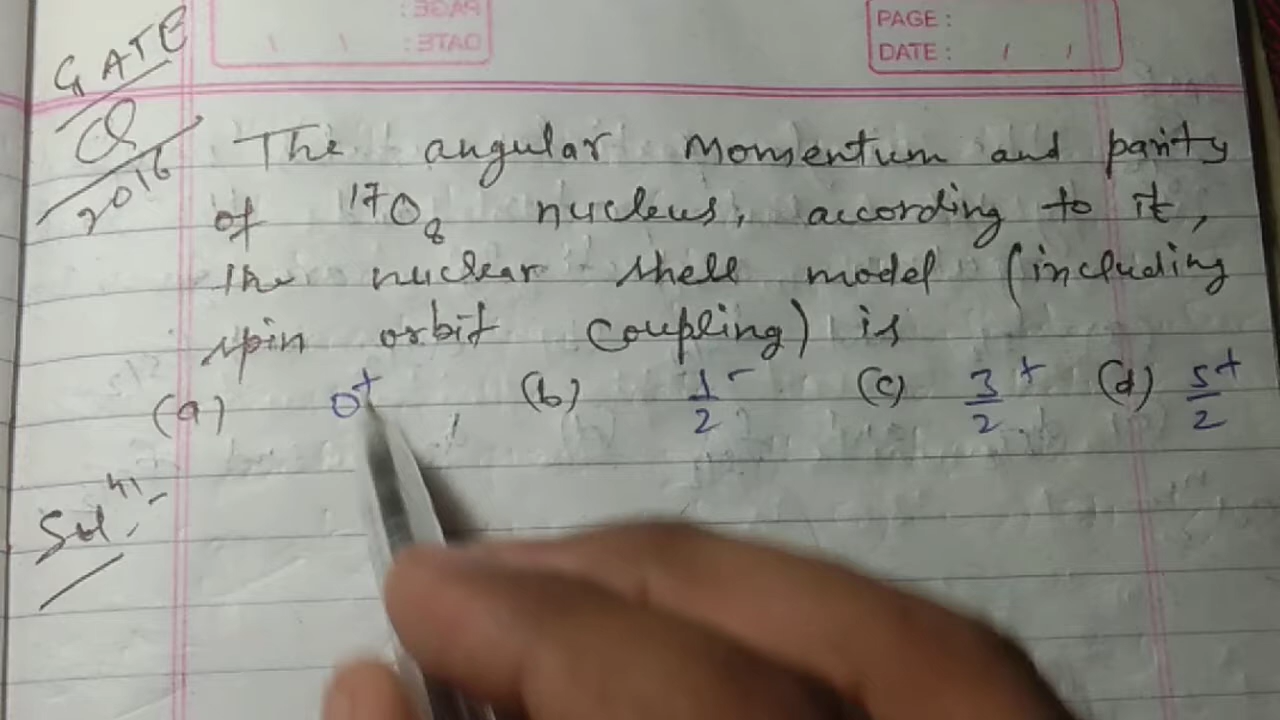 PAGE :
DATE : / /
GATE
Q
2016
The angular momentum and parity
of 17O8 nucleus, according to it,
the nuclear shell model (including
spin orbit coupling) is
(a) 0+ , (b) 1/2- (c) 3/2+ (d) 5/2+
Sol^n:-